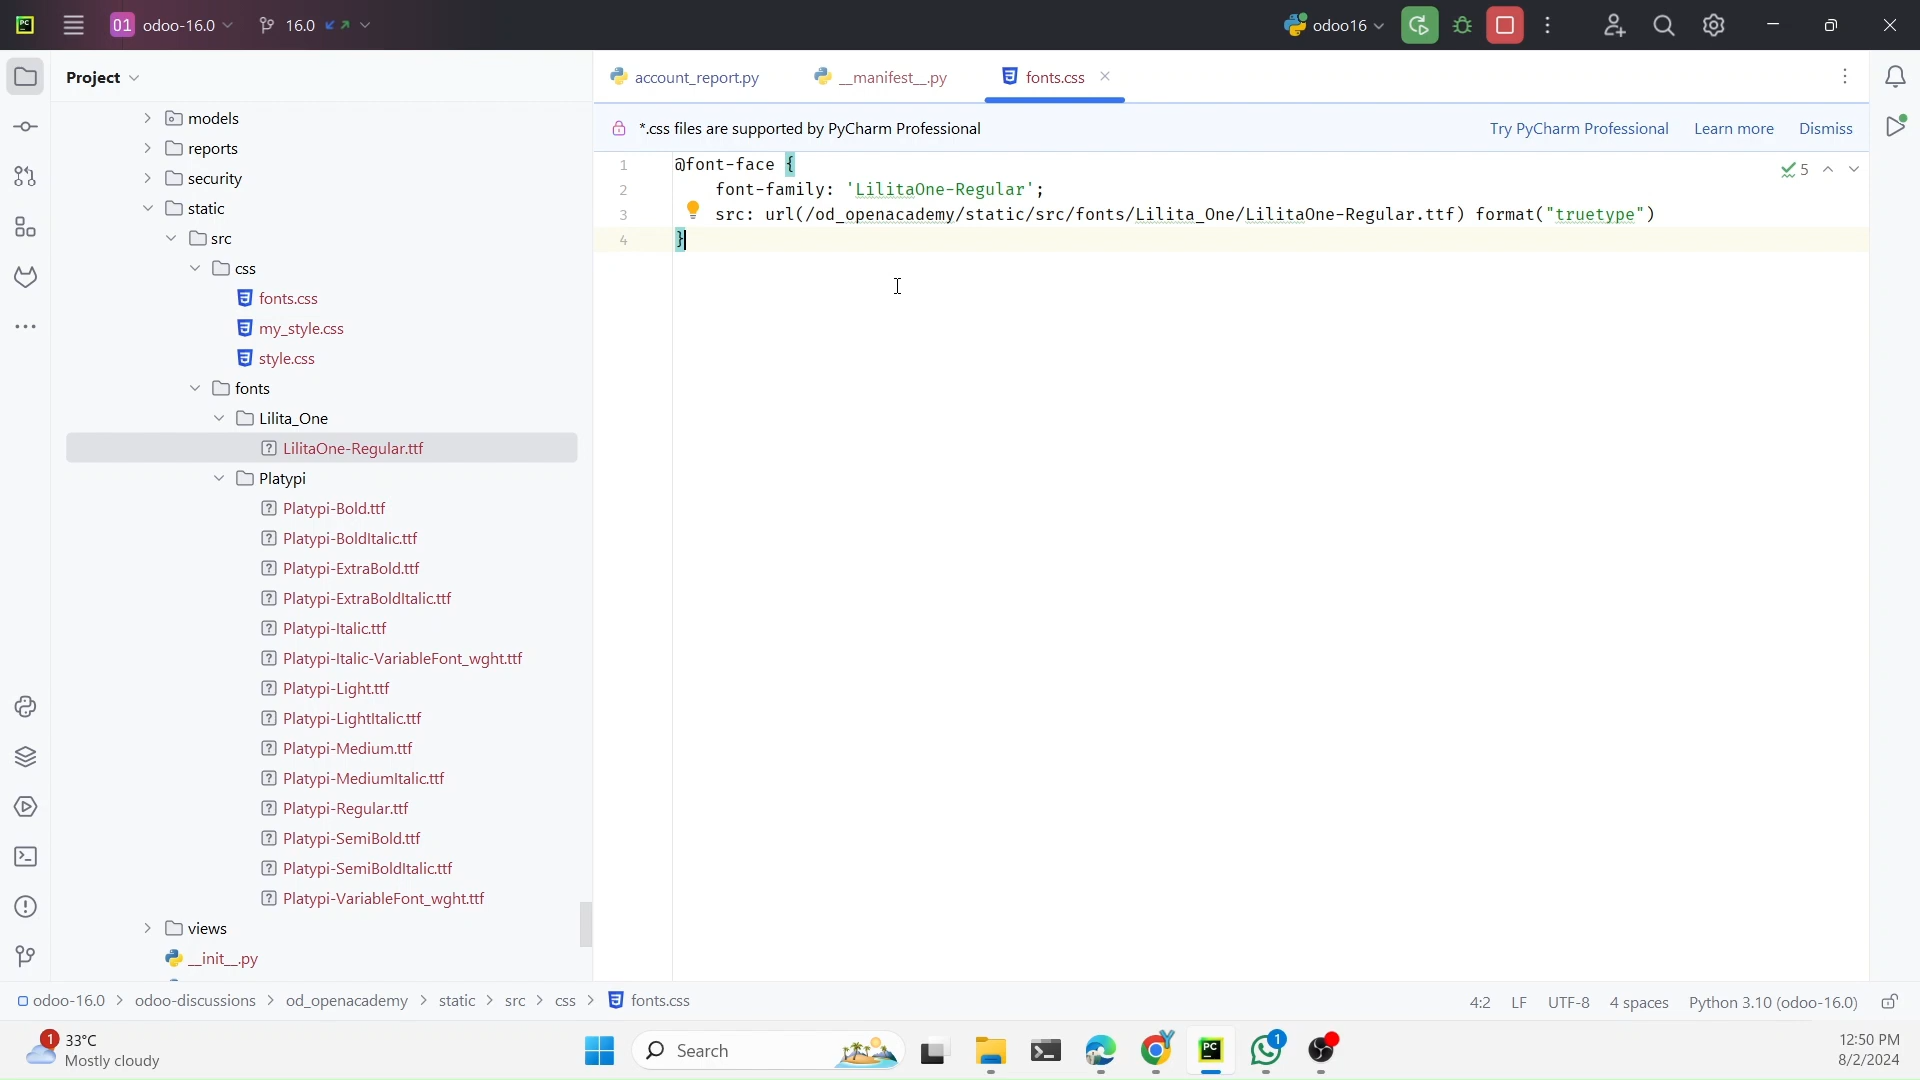 01 odoo-16.0 16.0 odoo16
Project
account_report.py __manifest__.py fonts.css
*.css files are supported by PyCharm Professional Try PyCharm Professional Learn more Dismiss
models
reports
security
static
src
css
fonts.css
my_style.css
style.css
fonts
Lilita_One
LilitaOne-Regular.ttf
Platypi
Platypi-Bold.ttf
Platypi-BoldItalic.ttf
Platypi-ExtraBold.ttf
Platypi-ExtraBoldItalic.ttf
Platypi-Italic.ttf
Platypi-Italic-VariableFont_wght.ttf
Platypi-Light.ttf
Platypi-LightItalic.ttf
Platypi-Medium.ttf
Platypi-MediumItalic.ttf
Platypi-Regular.ttf
Platypi-SemiBold.ttf
Platypi-SemiBoldItalic.ttf
Platypi-VariableFont_wght.ttf
views
__init__.py
1 @font-face { 5
2 font-family: 'LilitaOne-Regular';
3 src: url(/od_openacademy/static/src/fonts/Lilita_One/LilitaOne-Regular.ttf) format("truetype")
4 }
odoo-16.0 > odoo-discussions > od_openacademy > static > src > css > fonts.css 4:2 LF UTF-8 4 spaces Python 3.10 (odoo-16.0)
1 33°C
Mostly cloudy
Search
PC
1
12:50 PM
8/2/2024